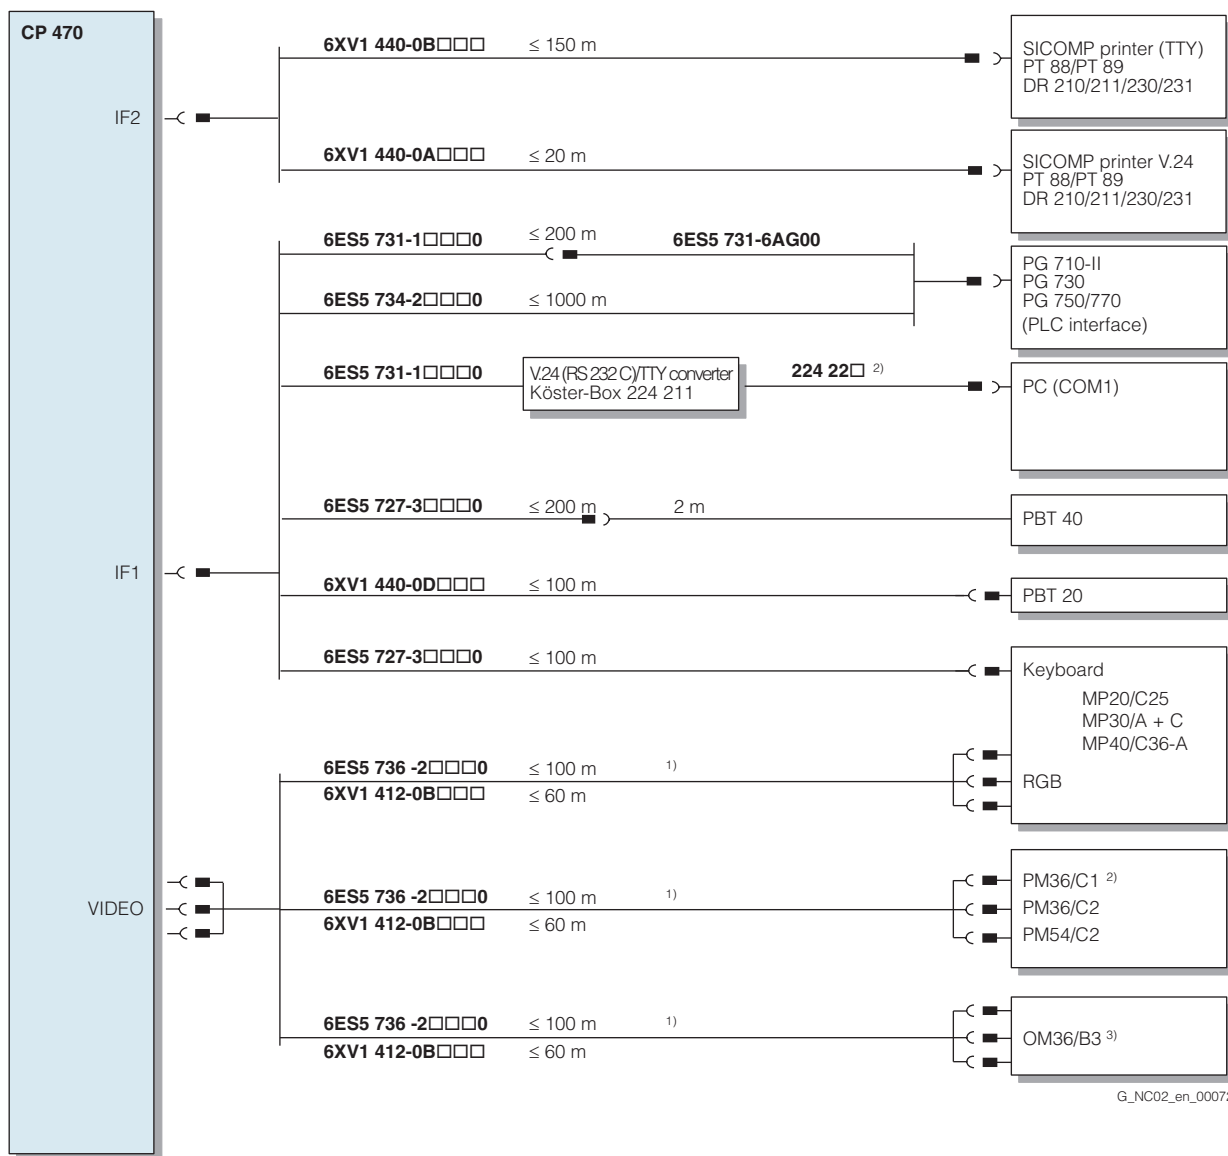 CP 470
6XV1 440-0B□□□ ≤ 150 m
SICOMP printer (TTY)
PT 88/PT 89
DR 210/211/230/231
IF2
6XV1 440-0A□□□ ≤ 20 m
SICOMP printer V.24
PT 88/PT 89
DR 210/211/230/231
6ES5 731-1□□□0 ≤ 200 m 6ES5 731-6AG00
PG 710-II
PG 730
PG 750/770
(PLC interface)
6ES5 734-2□□□0 ≤ 1000 m
6ES5 731-1□□□0
V.24 (RS 232 C)/TTY converter
Köster-Box 224 211
224 22□ 2)
PC (COM1)
6ES5 727-3□□□0 ≤ 200 m 2 m
PBT 40
IF1
6XV1 440-0D□□□ ≤ 100 m
PBT 20
6ES5 727-3□□□0 ≤ 100 m
Keyboard
MP20/C25
MP30/A + C
MP40/C36-A
6ES5 736 -2□□□0 ≤ 100 m 1)
6XV1 412-0B□□□ ≤ 60 m
RGB
VIDEO
6ES5 736 -2□□□0 ≤ 100 m 1)
6XV1 412-0B□□□ ≤ 60 m
PM36/C1 2)
PM36/C2
PM54/C2
6ES5 736 -2□□□0 ≤ 100 m 1)
6XV1 412-0B□□□ ≤ 60 m
OM36/B3 3)
G_NC02_en_00072